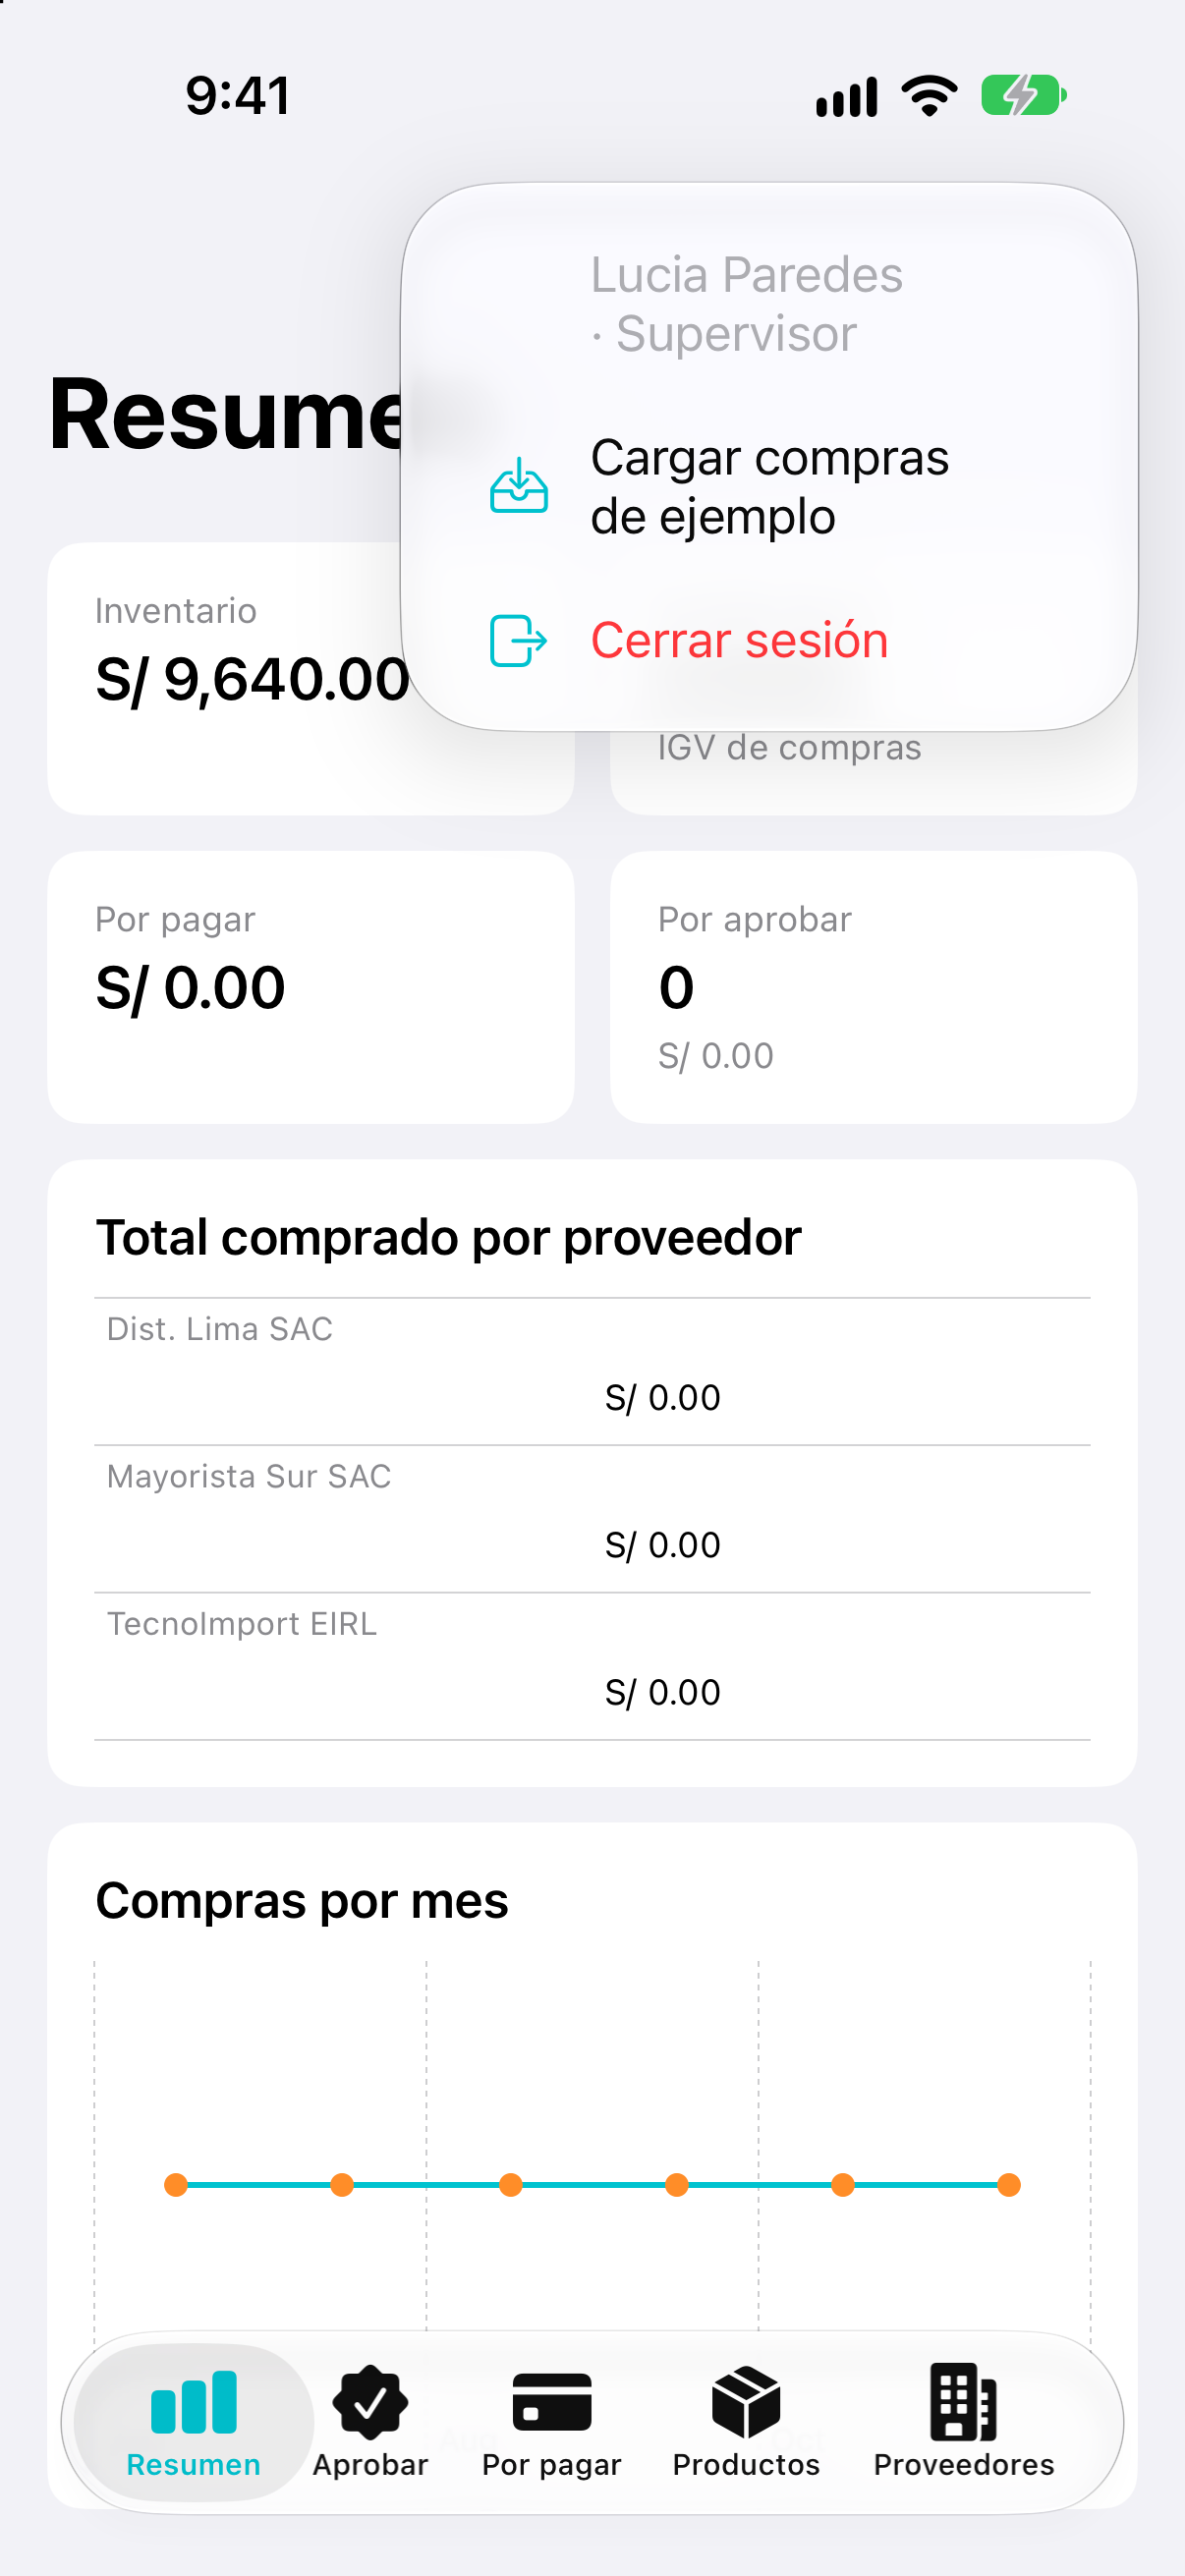 9:41
Lucia Paredes
· Supervisor
Cargar compras
de ejemplo
Cerrar sesión
Resume
Inventario
S/ 9,640.00
IGV de compras
Por pagar
S/ 0.00
Por aprobar
0
S/ 0.00
Total comprado por proveedor
Dist. Lima SAC
S/ 0.00
Mayorista Sur SAC
S/ 0.00
TecnoImport EIRL
S/ 0.00
Compras por mes
Resumen
Aprobar
Por pagar
Productos
Proveedores